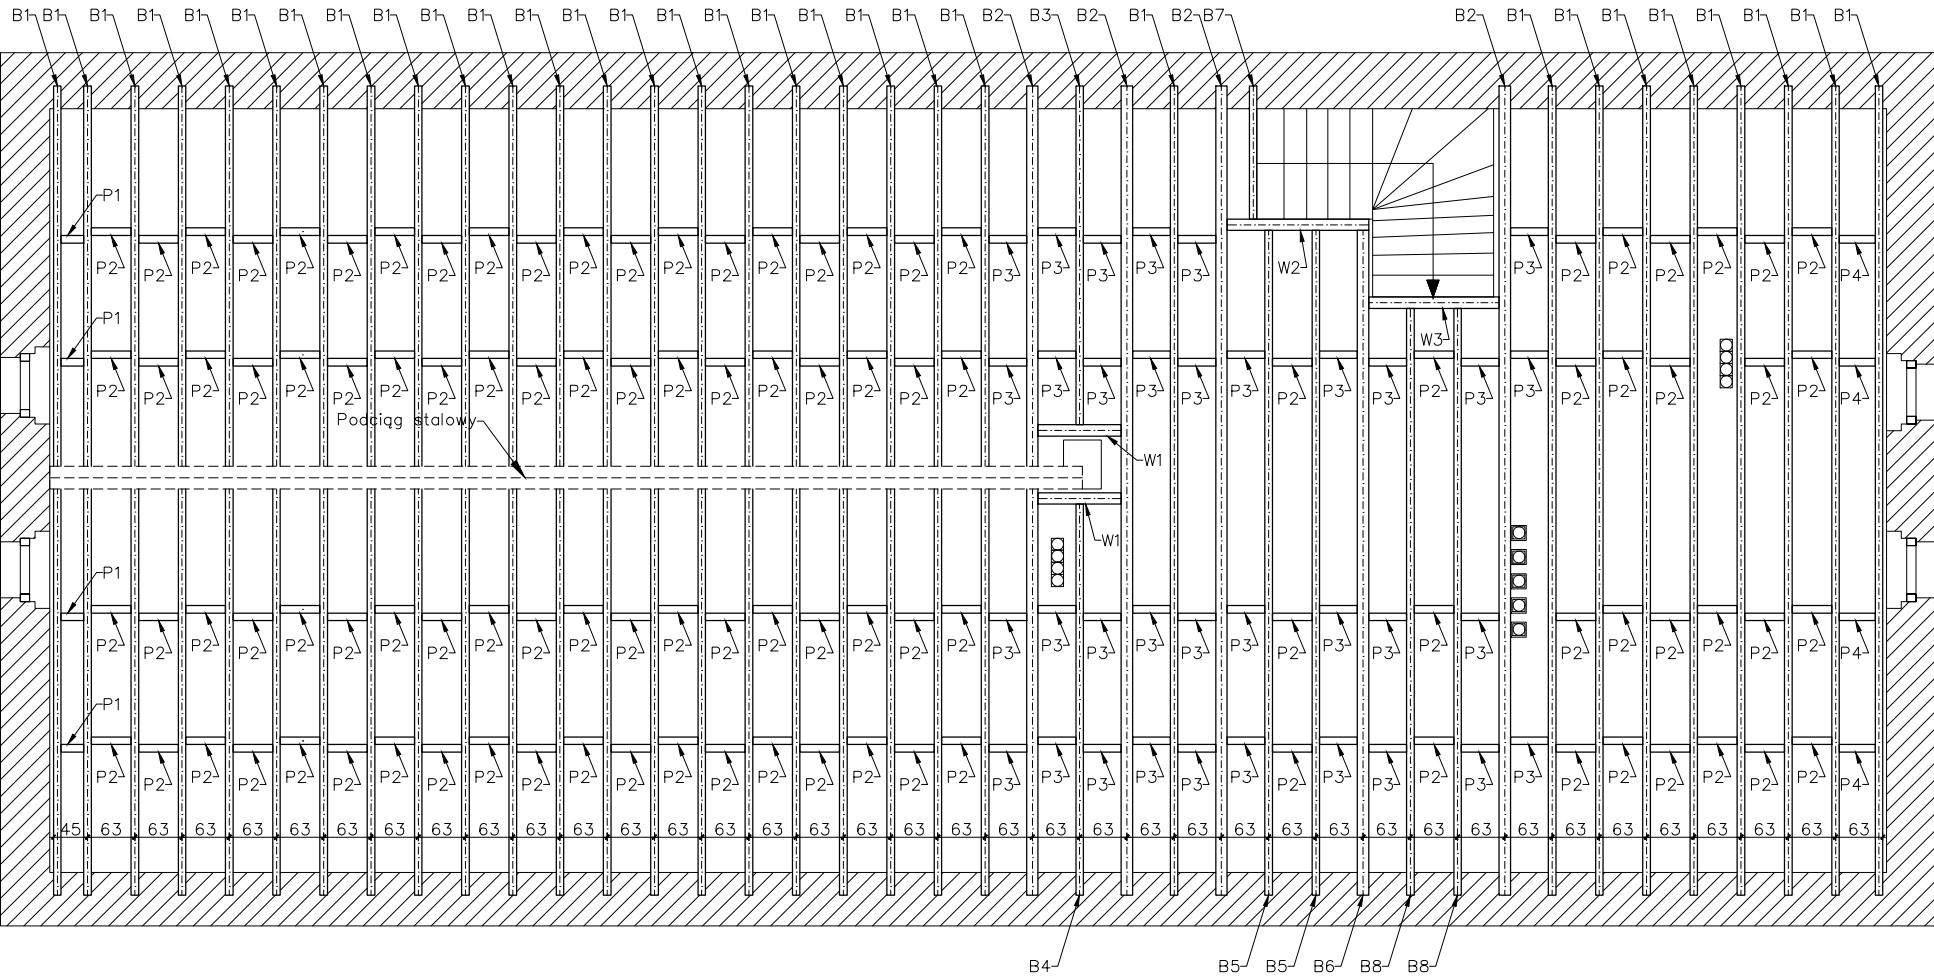 B1 B1 B1 B1 B1 B1 B1 B1 B1 B1 B1 B1 B1 B1 B1 B1 B1 B1 B1 B1 B1 B2 B3 B2 B1 B2 B7 B2 B1 B1 B1 B1 B1 B1 B1 B1
P1
P2 P2 P2 P2 P2 P2 P2 P2 P2 P2 P3 P3 W2 P3 P2 P2 P2
P2 P2 P2 P2 P2 P2 P2 P2 P2 P3 P3 P3 P2 P2 P2 P4
P1
W3
P2 P2 P2 P2 P2 P2 P2 P2 P2 P2 P3 P3 P3 P3 P2 P3 P2 P2
P2 P2 P2 P2 P2 P2 P2 P2 P2 P3 P3 P3 P2 P3 P3 P2 P2 P2 P4
Podciąg stalowy
W1
W1
P1
P2 P2 P2 P2 P2 P2 P2 P2 P2 P2 P3 P3 P3 P3 P2 P2 P2 P2
P2 P2 P2 P2 P2 P2 P2 P2 P2 P3 P3 P3 P2 P3 P3 P2 P2 P2 P4
P1
P2 P2 P2 P2 P2 P2 P2 P2 P2 P2 P3 P3 P3 P3 P2 P3 P2 P2 P2
P2 P2 P2 P2 P2 P2 P2 P2 P2 P3 P3 P3 P2 P3 P3 P2 P2 P2 P4
45 63 63 63 63 63 63 63 63 63 63 63 63 63 63 63 63 63 63 63 63 63 63 63 63 63 63 63 63 63 63 63 63 63 63 63 63 63 63
B4 B5 B5 B6 B8 B8